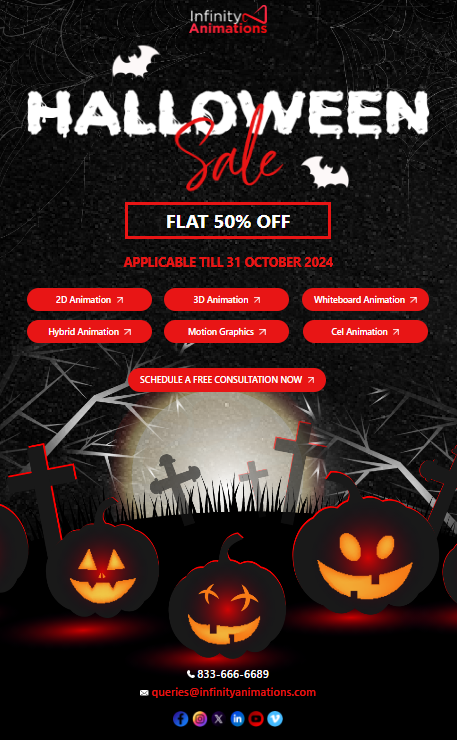 Infinity
Animations
HALLOWEEN
Sale
FLAT 50% OFF
APPLICABLE TILL 31 OCTOBER 2024
2D Animation
3D Animation
Whiteboard Animation
Hybrid Animation
Motion Graphics
Cel Animation
SCHEDULE A FREE CONSULTATION NOW
833-666-6689
queries@infinityanimations.com